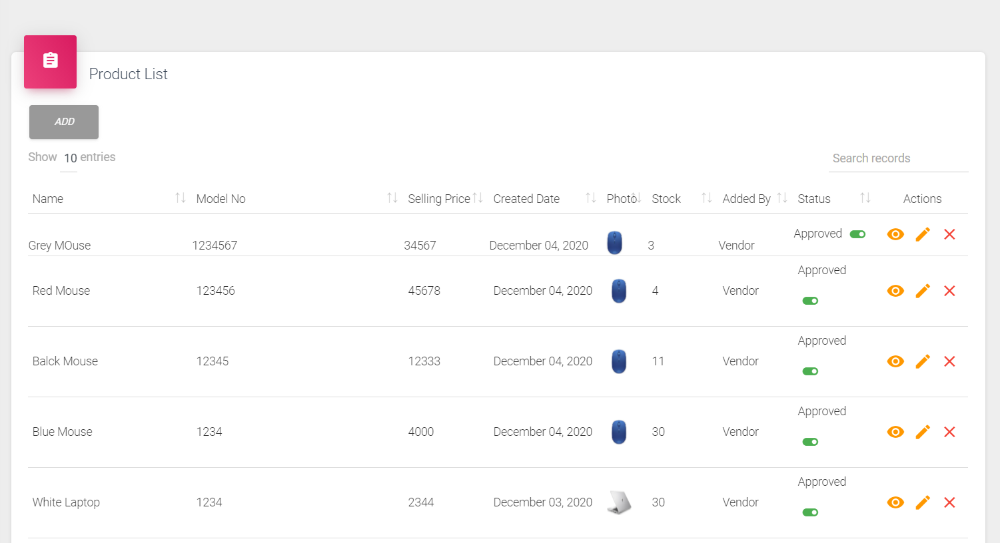 Product List
ADD
Show 10 entries
Search records
Name Model No Selling Price Created Date Photo Stock Added By Status Actions
Grey MOuse 1234567 34567 December 04, 2020 3 Vendor Approved
Red Mouse 123456 45678 December 04, 2020 4 Vendor Approved
Balck Mouse 12345 12333 December 04, 2020 11 Vendor Approved
Blue Mouse 1234 4000 December 04, 2020 30 Vendor Approved
White Laptop 1234 2344 December 03, 2020 30 Vendor Approved